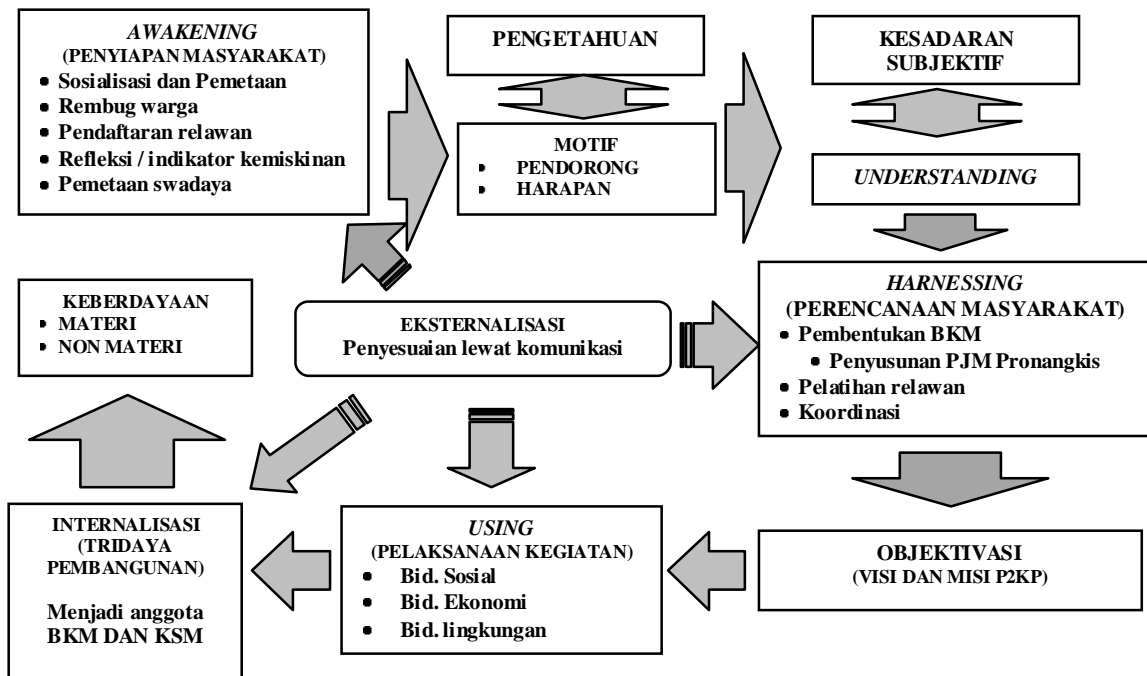 AWAKENING
(PENYIAPAN MASYARAKAT)
• Sosialisasi dan Pemetaan
• Rembug warga
• Pendaftaran relawan
• Refleksi / indikator kemiskinan
• Pemetaan swadaya
PENGETAHUAN
MOTIF
• PENDORONG
• HARAPAN
KESADARAN
SUBJEKTIF
UNDERSTANDING
KEBERDAYAAN
• MATERI
• NON MATERI
EKSTERNALISASI
Penyesuaian lewat komunikasi
HARNESSING
(PERENCANAAN MASYARAKAT)
• Pembentukan BKM
• Penyusunan PJM Pronangkis
• Pelatihan relawan
• Koordinasi
INTERNALISASI
(TRIDAYA
PEMBANGUNAN)
Menjadi anggota
BKM DAN KSM
USING
(PELAKSANAAN KEGIATAN)
• Bid. Sosial
• Bid. Ekonomi
• Bid. lingkungan
OBJEKTIVASI
(VISI DAN MISI P2KP)